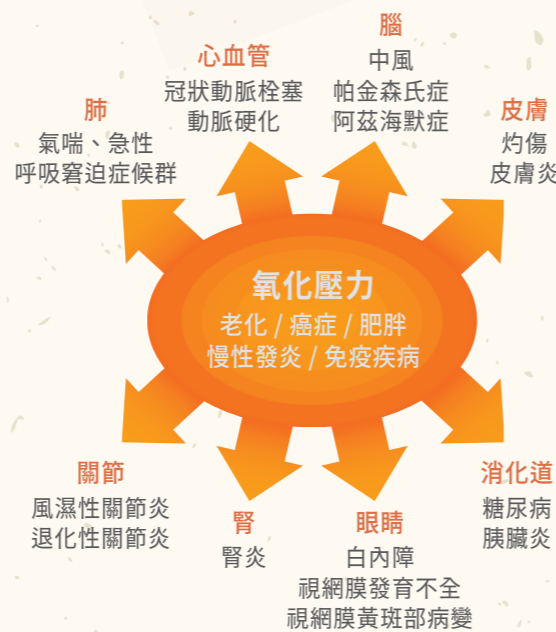 腦
中風
帕金森氏症
阿茲海默症
心血管
冠狀動脈栓塞
動脈硬化
肺
氣喘、急性
呼吸窘迫症候群
皮膚
灼傷
皮膚炎
氧化壓力
老化 / 癌症 / 肥胖
慢性發炎 / 免疫疾病
關節
風濕性關節炎
退化性關節炎
腎
腎炎
眼睛
白內障
視網膜發育不全
視網膜黃斑部病變
消化道
糖尿病
胰臟炎